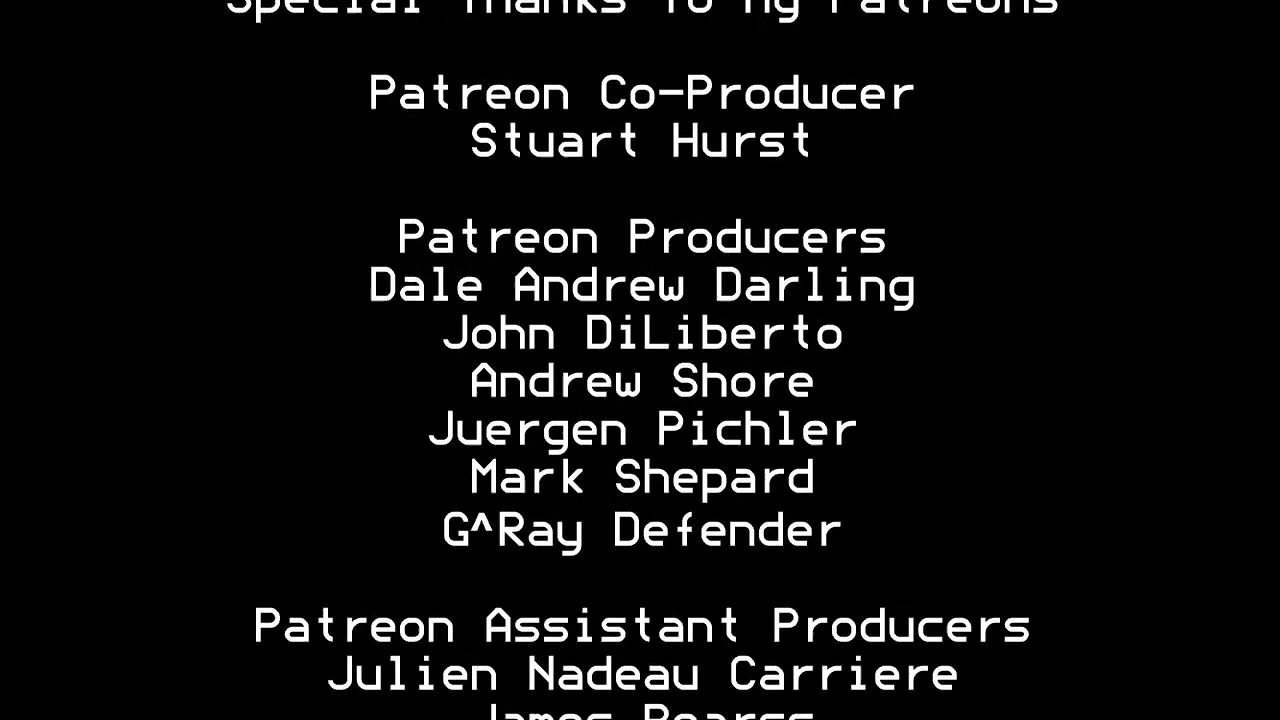 Special Thanks To My Patreons
Patreon Co-Producer
Stuart Hurst
Patreon Producers
Dale Andrew Darling
John DiLiberto
Andrew Shore
Juergen Pichler
Mark Shepard
G^Ray Defender
Patreon Assistant Producers
Julien Nadeau Carriere
James